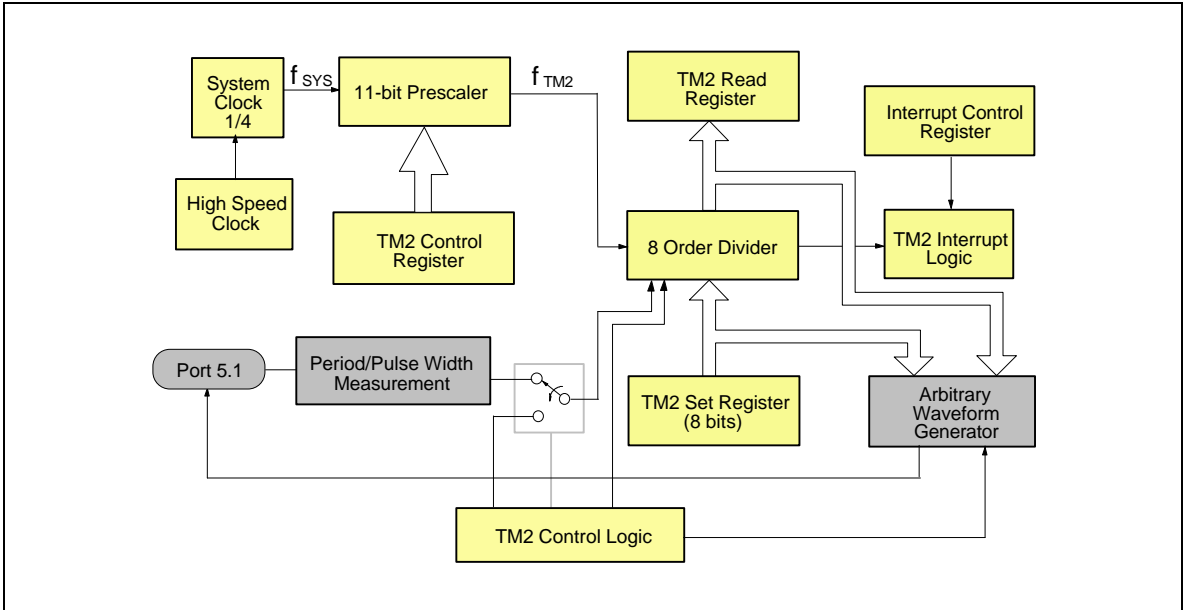 System
Clock
1/4
f SYS
11-bit Prescaler
f TM2
TM2 Read
Register
Interrupt Control
Register
High Speed
Clock
TM2 Control
Register
8 Order Divider
TM2 Interrupt
Logic
Port 5.1
Period/Pulse Width
Measurement
TM2 Set Register
(8 bits)
Arbitrary
Waveform
Generator
TM2 Control Logic